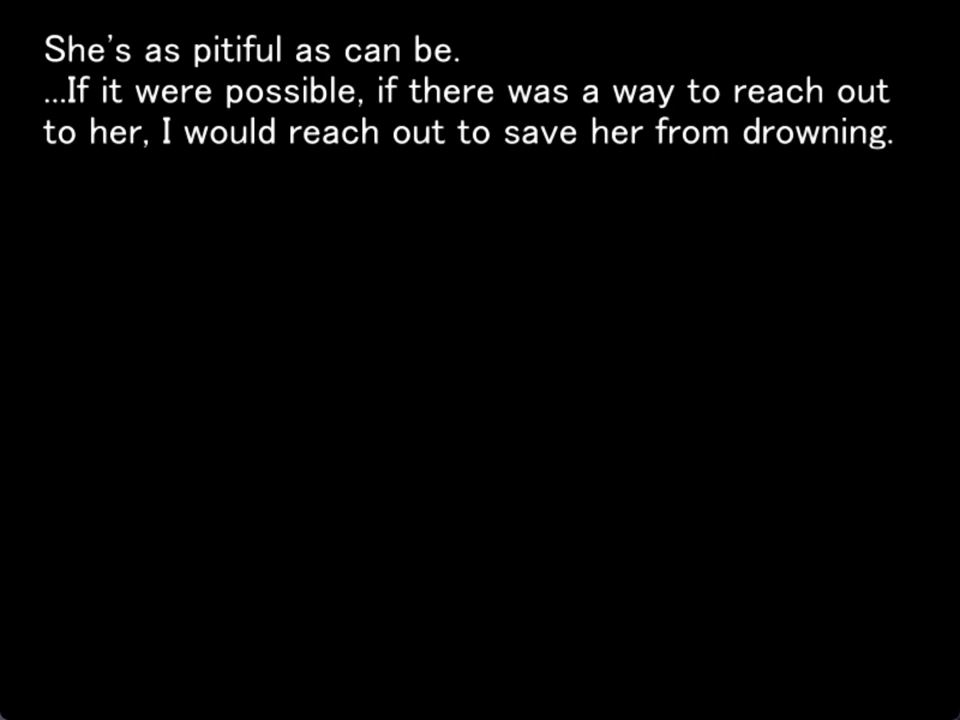 She’s as pitiful as can be.
...If it were possible, if there was a way to reach out
to her, I would reach out to save her from drowning.